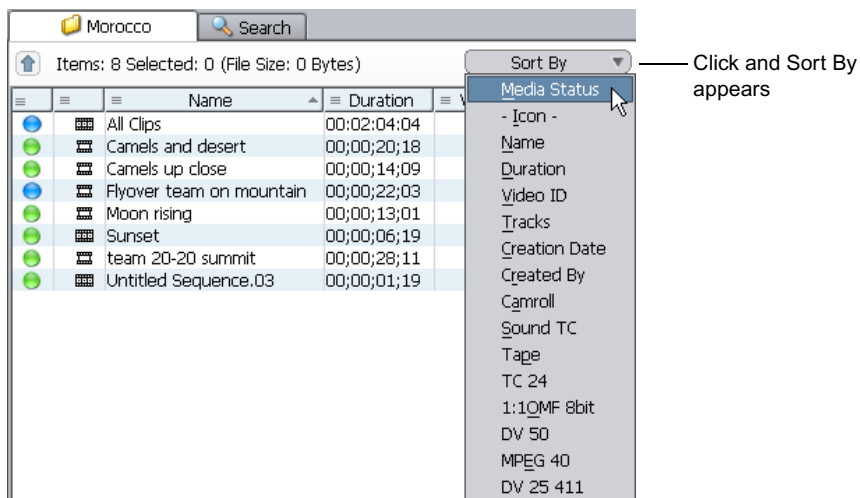 Morocco
Search
Items: 8 Selected: 0 (File Size: 0 Bytes)
Sort By
Click and Sort By
appears
Name
Duration
All Clips 00:02:04:04
Camels and desert 00;00;20;18
Camels up close 00;00;14;09
Flyover team on mountain 00;00;22;03
Moon rising 00;00;13;01
Sunset 00;00;06;19
team 20-20 summit 00;00;28;11
Untitled Sequence.03 00;00;01;19
Media Status
- Icon -
Name
Duration
Video ID
Tracks
Creation Date
Created By
Camroll
Sound TC
Tape
TC 24
1:1OMF 8bit
DV 50
MPEG 40
DV 25 411